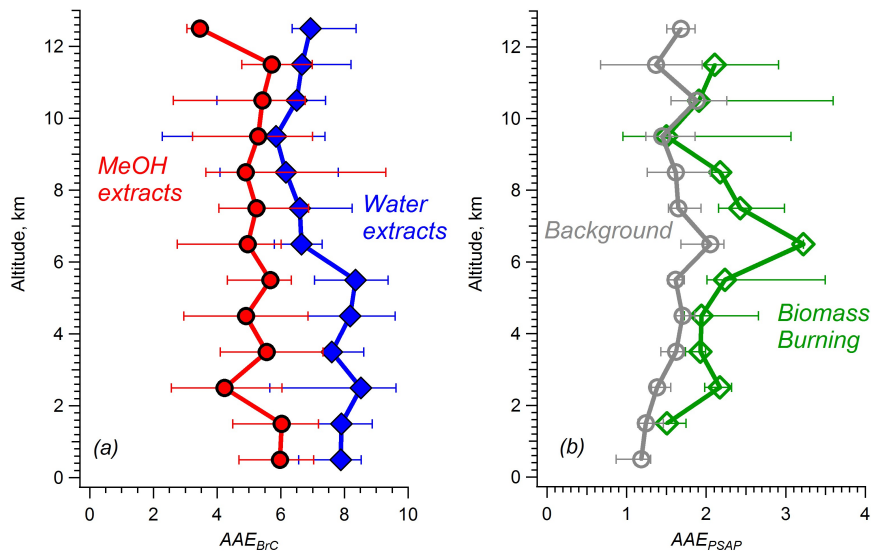 12
10
8
6
4
2
0
Altitude, km
MeOH
extracts
Water
extracts
(a)
0 2 4 6 8 10
AAE_BrC
12
10
8
6
4
2
0
Altitude, km
Background
Biomass
Burning
(b)
0 1 2 3 4
AAE_PSAP